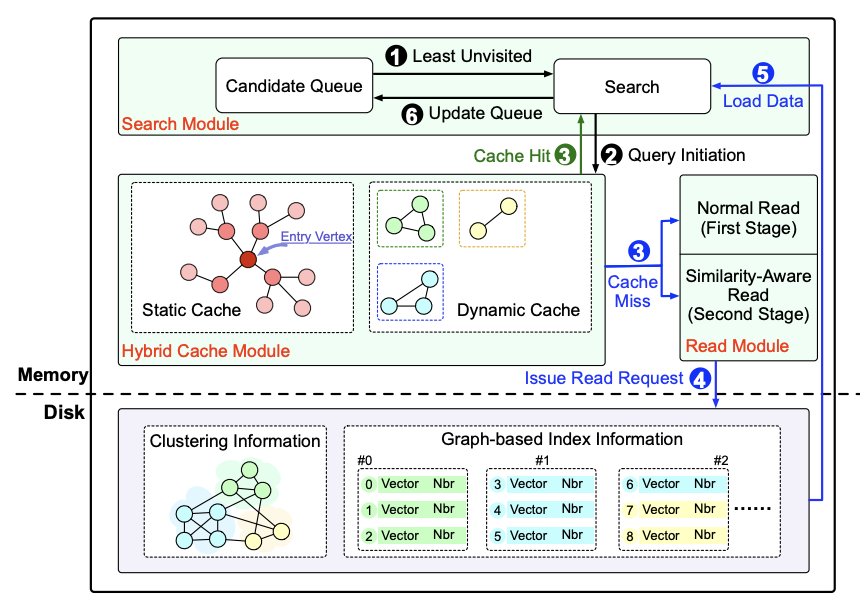 1 Least Unvisited
Candidate Queue
Search
5
Load Data
6 Update Queue
Search Module
Cache Hit 3
2 Query Initiation
Entry Vertex
Static Cache
Dynamic Cache
Hybrid Cache Module
3
Cache
Miss
Normal Read
(First Stage)
Similarity-Aware
Read
(Second Stage)
Read Module
Memory
Issue Read Request 4
Disk
Clustering Information
Graph-based Index Information
#0
#1
#2
0 Vector Nbr
1 Vector Nbr
2 Vector Nbr
3 Vector Nbr
4 Vector Nbr
5 Vector Nbr
6 Vector Nbr
7 Vector Nbr
8 Vector Nbr
......